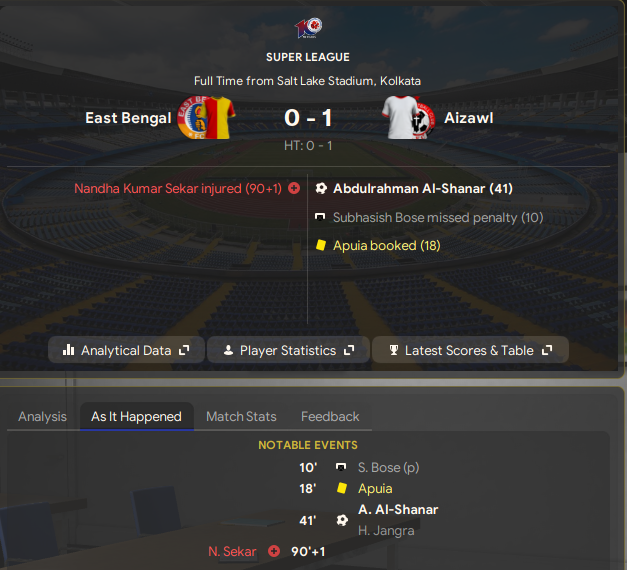 SUPER LEAGUE
Full Time from Salt Lake Stadium, Kolkata
East Bengal 0 - 1 Aizawl
HT: 0 - 1
Nandha Kumar Sekar injured (90+1) Abdulrahman Al-Shanar (41)
Subhasish Bose missed penalty (10)
Apuia booked (18)
Analytical Data Player Statistics Latest Scores & Table
Analysis As It Happened Match Stats Feedback
NOTABLE EVENTS
10' S. Bose (p)
18' Apuia
41' A. Al-Shanar
H. Jangra
N. Sekar 90'+1